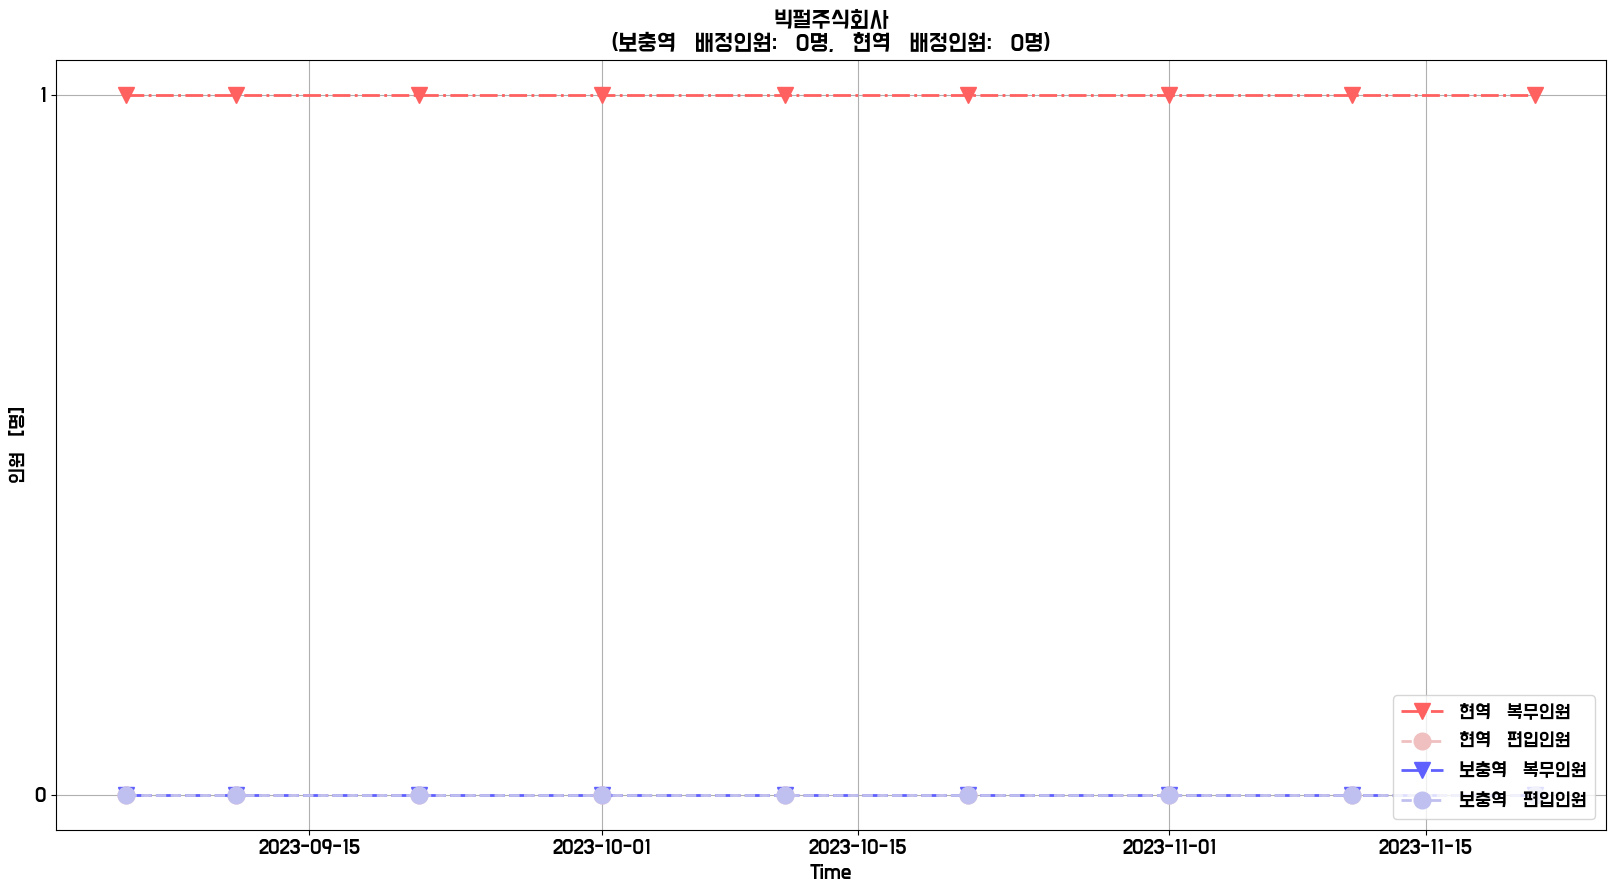 빅펄주식회사
(보충역 배정인원: 0명, 현역 배정인원: 0명)
1
인원 [명]
0
현역 복무인원
현역 편입인원
보충역 복무인원
보충역 편입인원
2023-09-15 2023-10-01 2023-10-15 2023-11-01 2023-11-15
Time